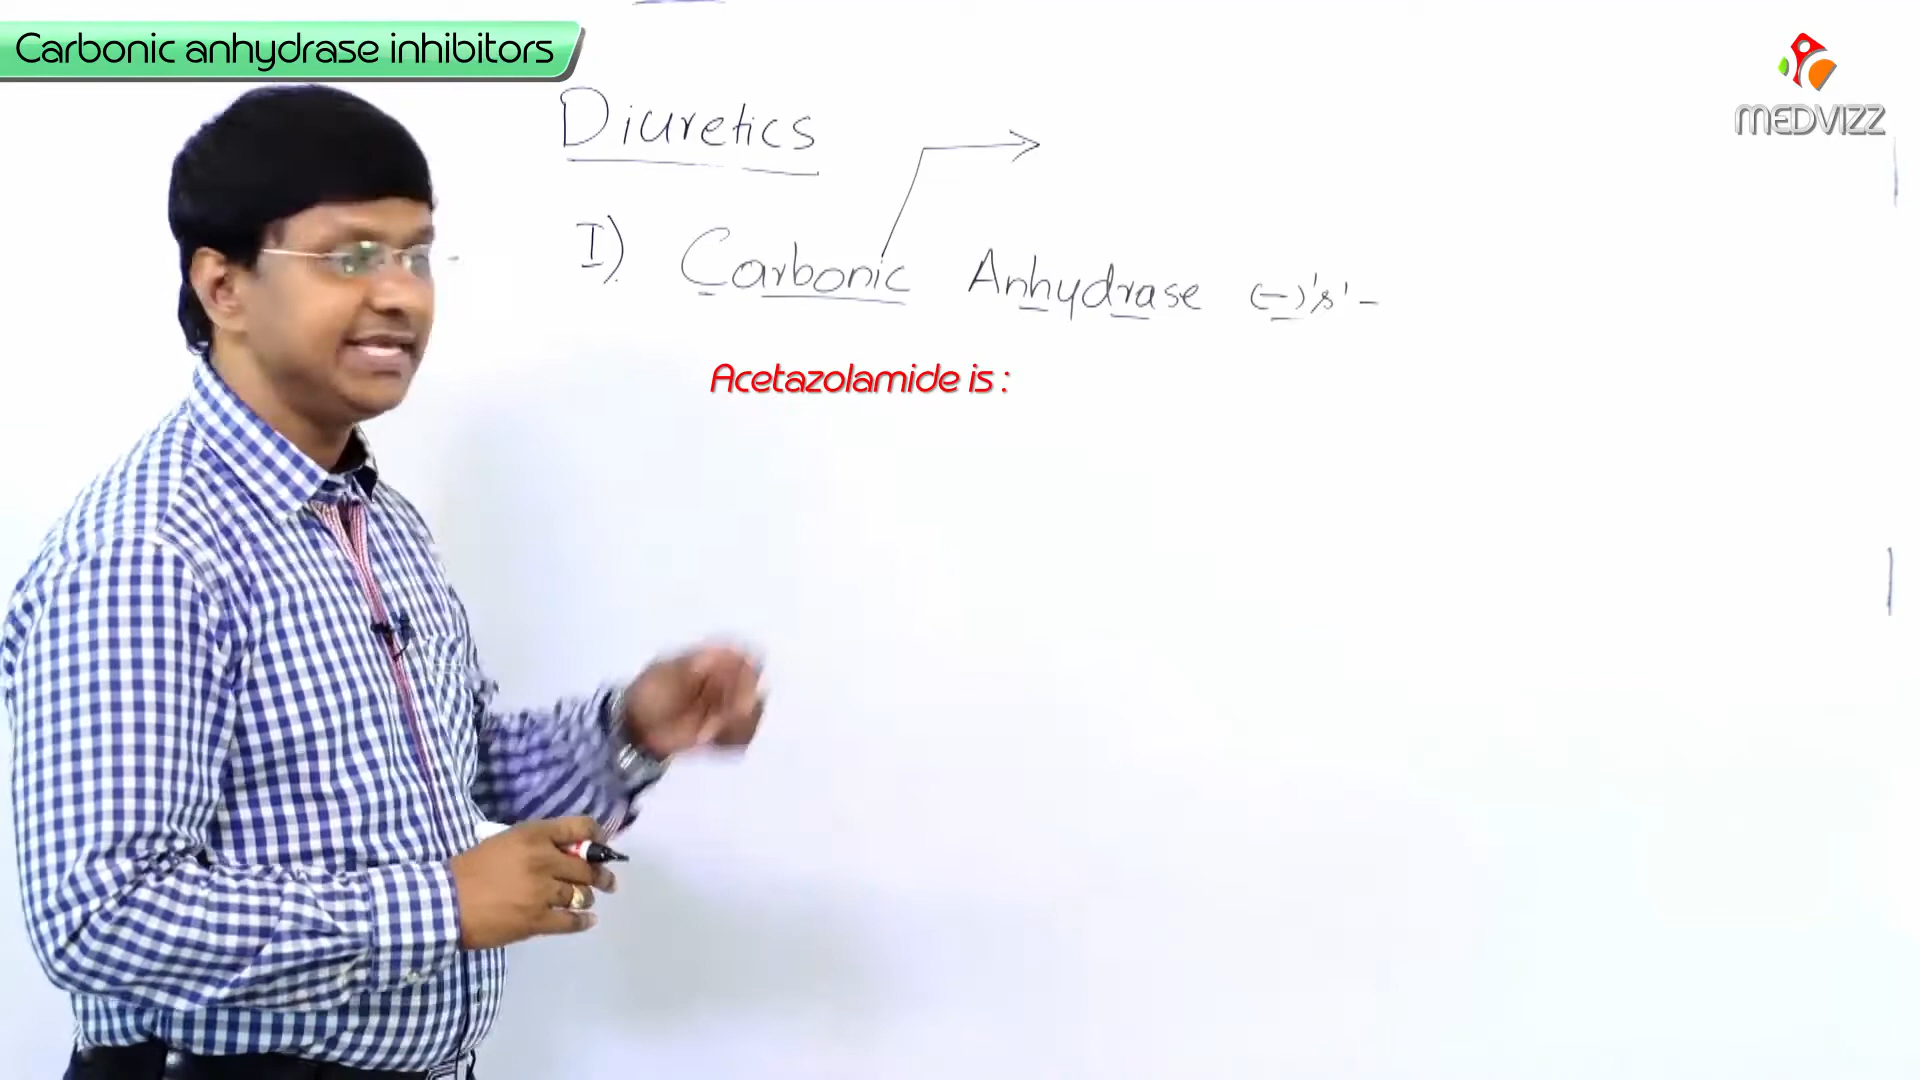 Carbonic anhydrase inhibitors
MEDVIZZ
Diuretics
I) Carbonic Anhydrase (-)'s' -
Acetazolamide is :